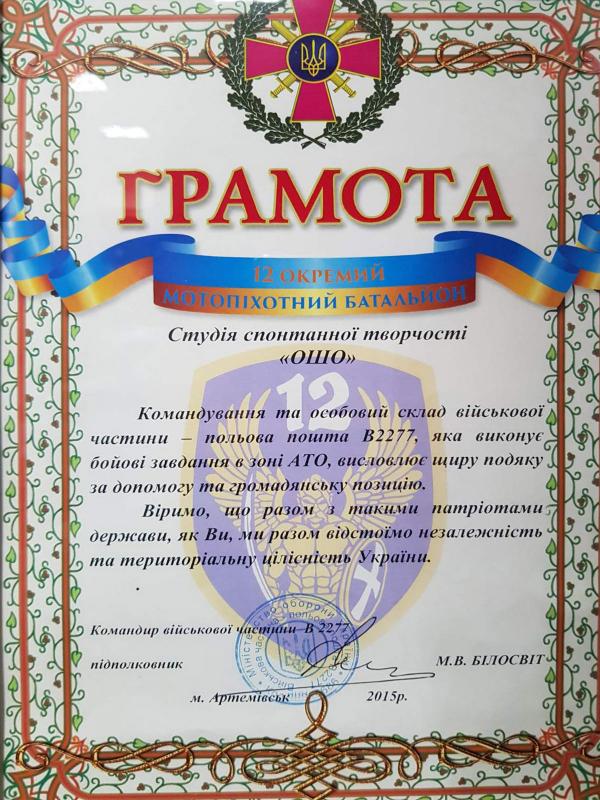 ГРАМОТА
12 ОКРЕМИЙ
МОТОПІХОТНИЙ БАТАЛЬЙОН
Студія спонтанної творчості
«ОШО»
12
Командування та особовий склад військової
частини – польова пошта В2277, яка виконує
бойові завдання в зоні АТО, висловлює щиру подяку
за допомогу та громадянську позицію.
Віримо, що разом з такими патріотами
держави, як Ви, ми разом відстоїмо незалежність
та територіальну цілісність України.
.
Командир військової частини В 2277
підполковник М.В. БІЛОСВІТ
м. Артемівськ 2015р.